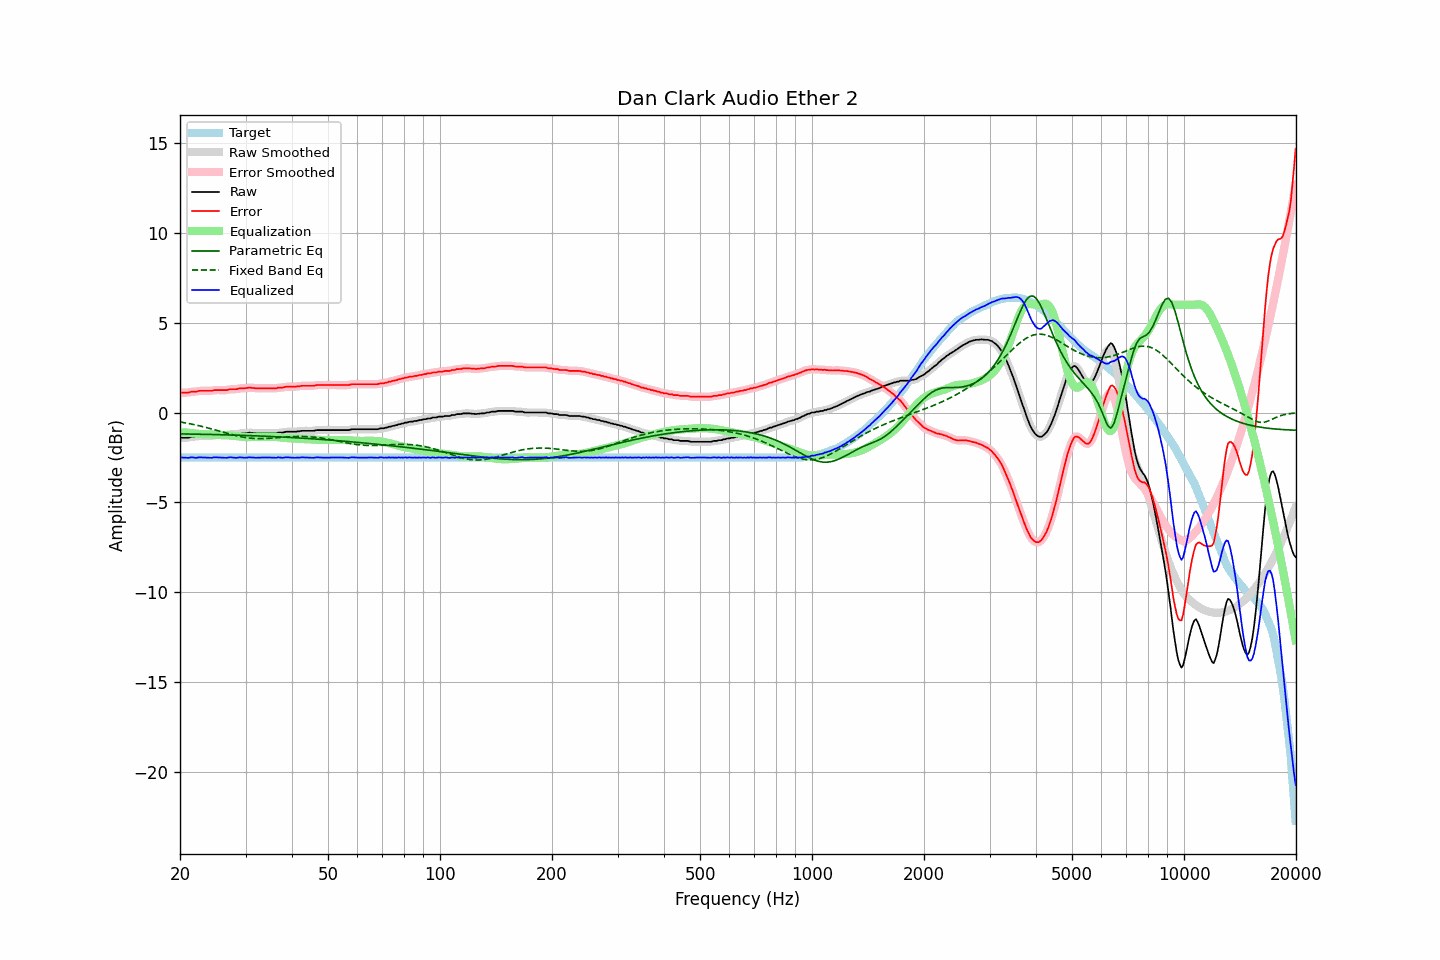 Dan Clark Audio Ether 2
Target
Raw Smoothed
Error Smoothed
Raw
Error
Equalization
Parametric Eq
Fixed Band Eq
Equalized
15
10
5
0
−5
−10
−15
−20
Amplitude (dBr)
20 50 100 200 500 1000 2000 5000 10000 20000
Frequency (Hz)